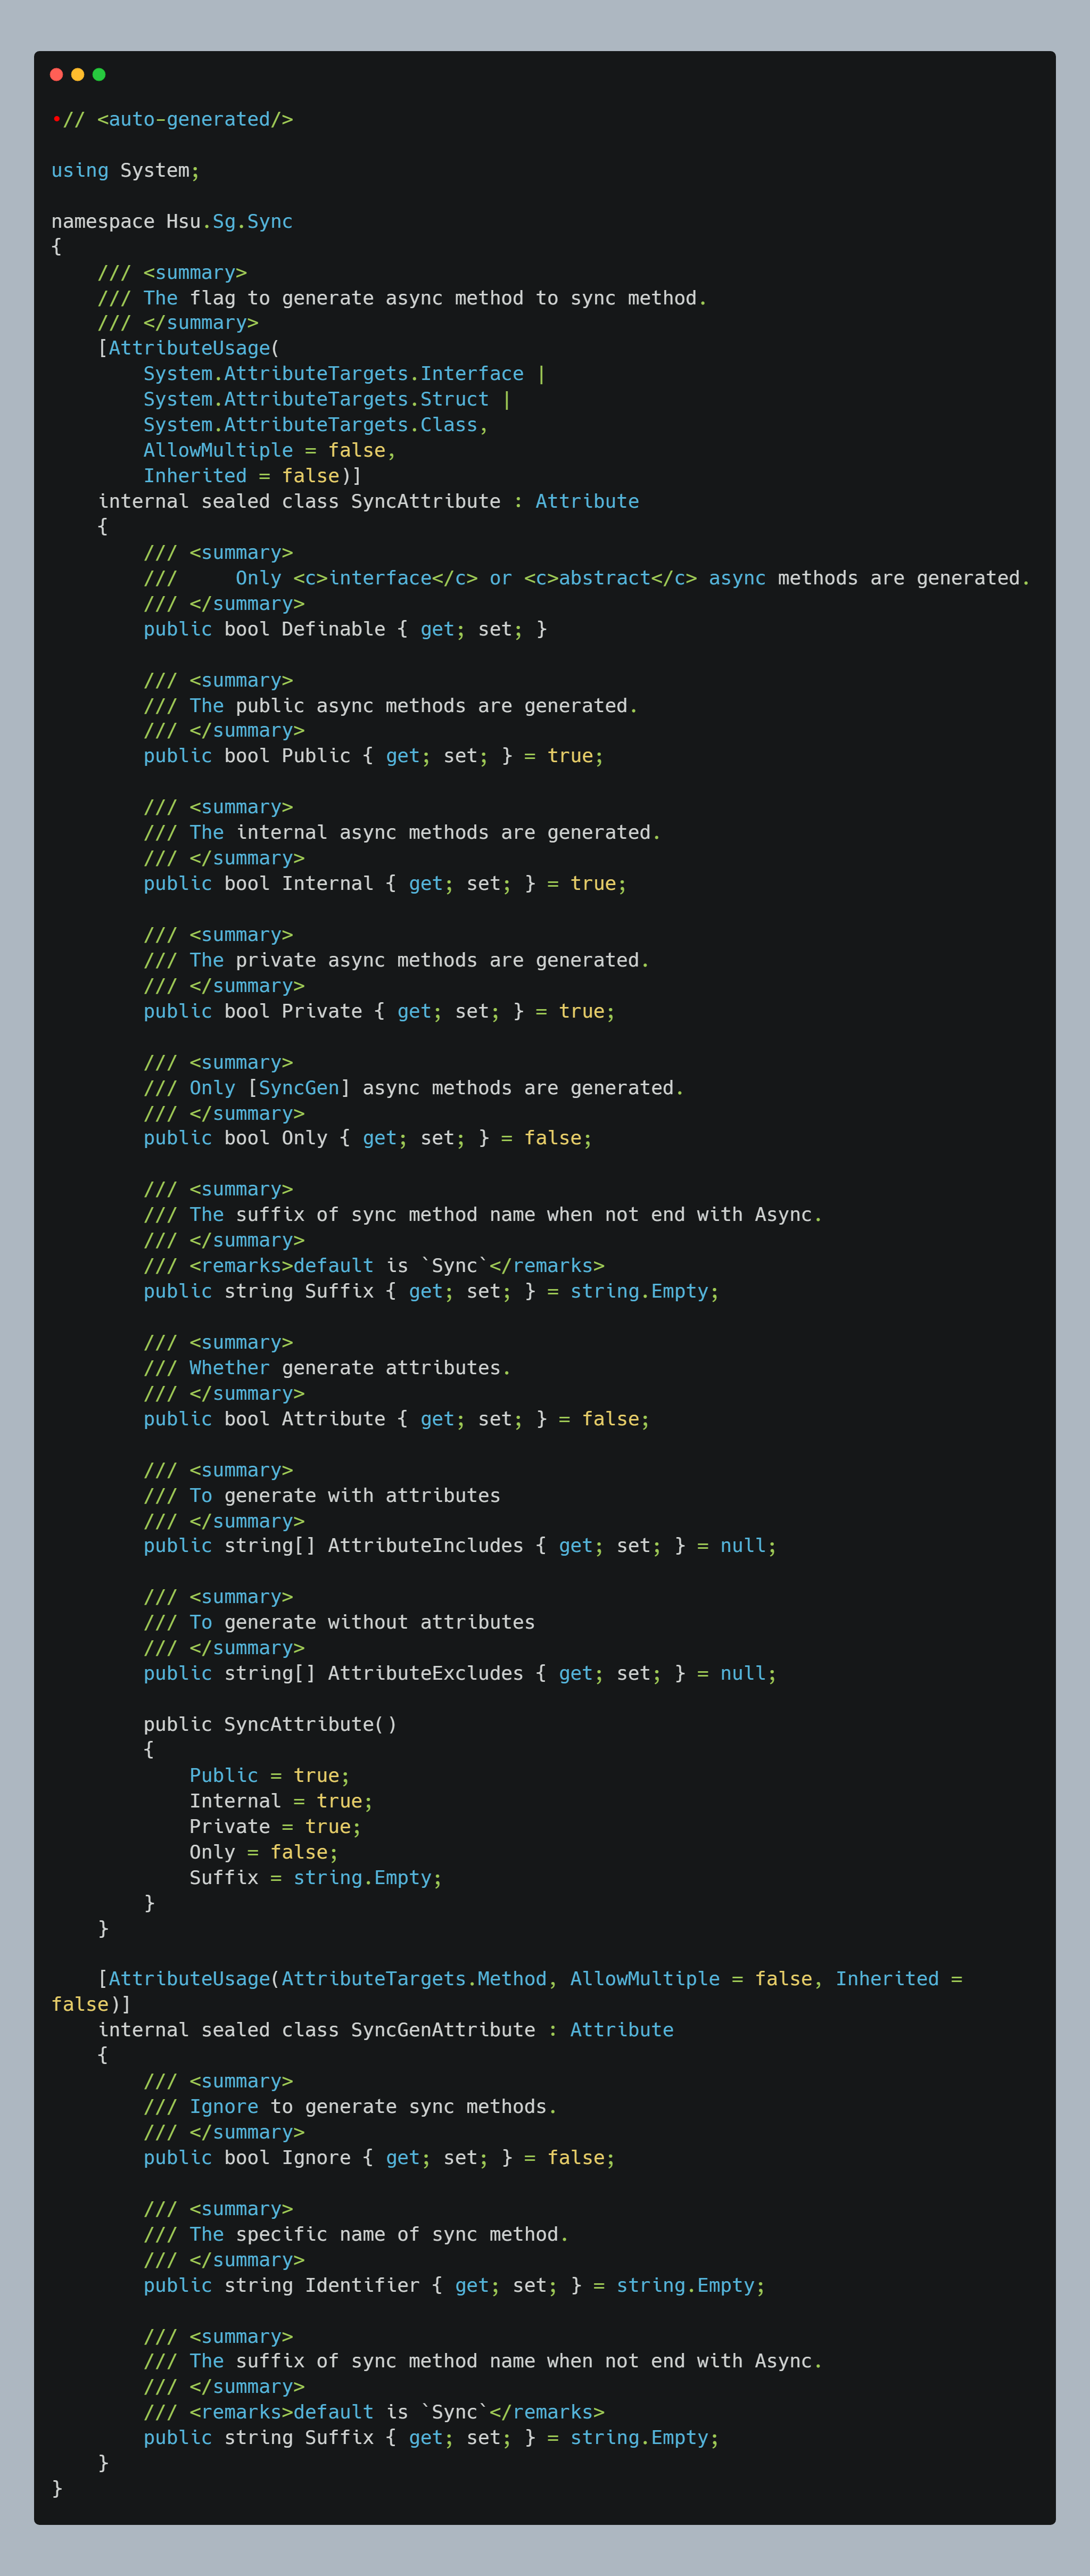 •// <auto-generated/>

using System;

namespace Hsu.Sg.Sync
{
    /// <summary>
    /// The flag to generate async method to sync method.
    /// </summary>
    [AttributeUsage(
        System.AttributeTargets.Interface |
        System.AttributeTargets.Struct |
        System.AttributeTargets.Class,
        AllowMultiple = false,
        Inherited = false)]
    internal sealed class SyncAttribute : Attribute
    {
        /// <summary>
        ///     Only <c>interface</c> or <c>abstract</c> async methods are generated.
        /// </summary>
        public bool Definable { get; set; }

        /// <summary>
        /// The public async methods are generated.
        /// </summary>
        public bool Public { get; set; } = true;

        /// <summary>
        /// The internal async methods are generated.
        /// </summary>
        public bool Internal { get; set; } = true;

        /// <summary>
        /// The private async methods are generated.
        /// </summary>
        public bool Private { get; set; } = true;

        /// <summary>
        /// Only [SyncGen] async methods are generated.
        /// </summary>
        public bool Only { get; set; } = false;

        /// <summary>
        /// The suffix of sync method name when not end with Async.
        /// </summary>
        /// <remarks>default is `Sync`</remarks>
        public string Suffix { get; set; } = string.Empty;

        /// <summary>
        /// Whether generate attributes.
        /// </summary>
        public bool Attribute { get; set; } = false;

        /// <summary>
        /// To generate with attributes
        /// </summary>
        public string[] AttributeIncludes { get; set; } = null;

        /// <summary>
        /// To generate without attributes
        /// </summary>
        public string[] AttributeExcludes { get; set; } = null;

        public SyncAttribute()
        {
            Public = true;
            Internal = true;
            Private = true;
            Only = false;
            Suffix = string.Empty;
        }
    }

    [AttributeUsage(AttributeTargets.Method, AllowMultiple = false, Inherited =
false)]
    internal sealed class SyncGenAttribute : Attribute
    {
        /// <summary>
        /// Ignore to generate sync methods.
        /// </summary>
        public bool Ignore { get; set; } = false;

        /// <summary>
        /// The specific name of sync method.
        /// </summary>
        public string Identifier { get; set; } = string.Empty;

        /// <summary>
        /// The suffix of sync method name when not end with Async.
        /// </summary>
        /// <remarks>default is `Sync`</remarks>
        public string Suffix { get; set; } = string.Empty;
    }
}